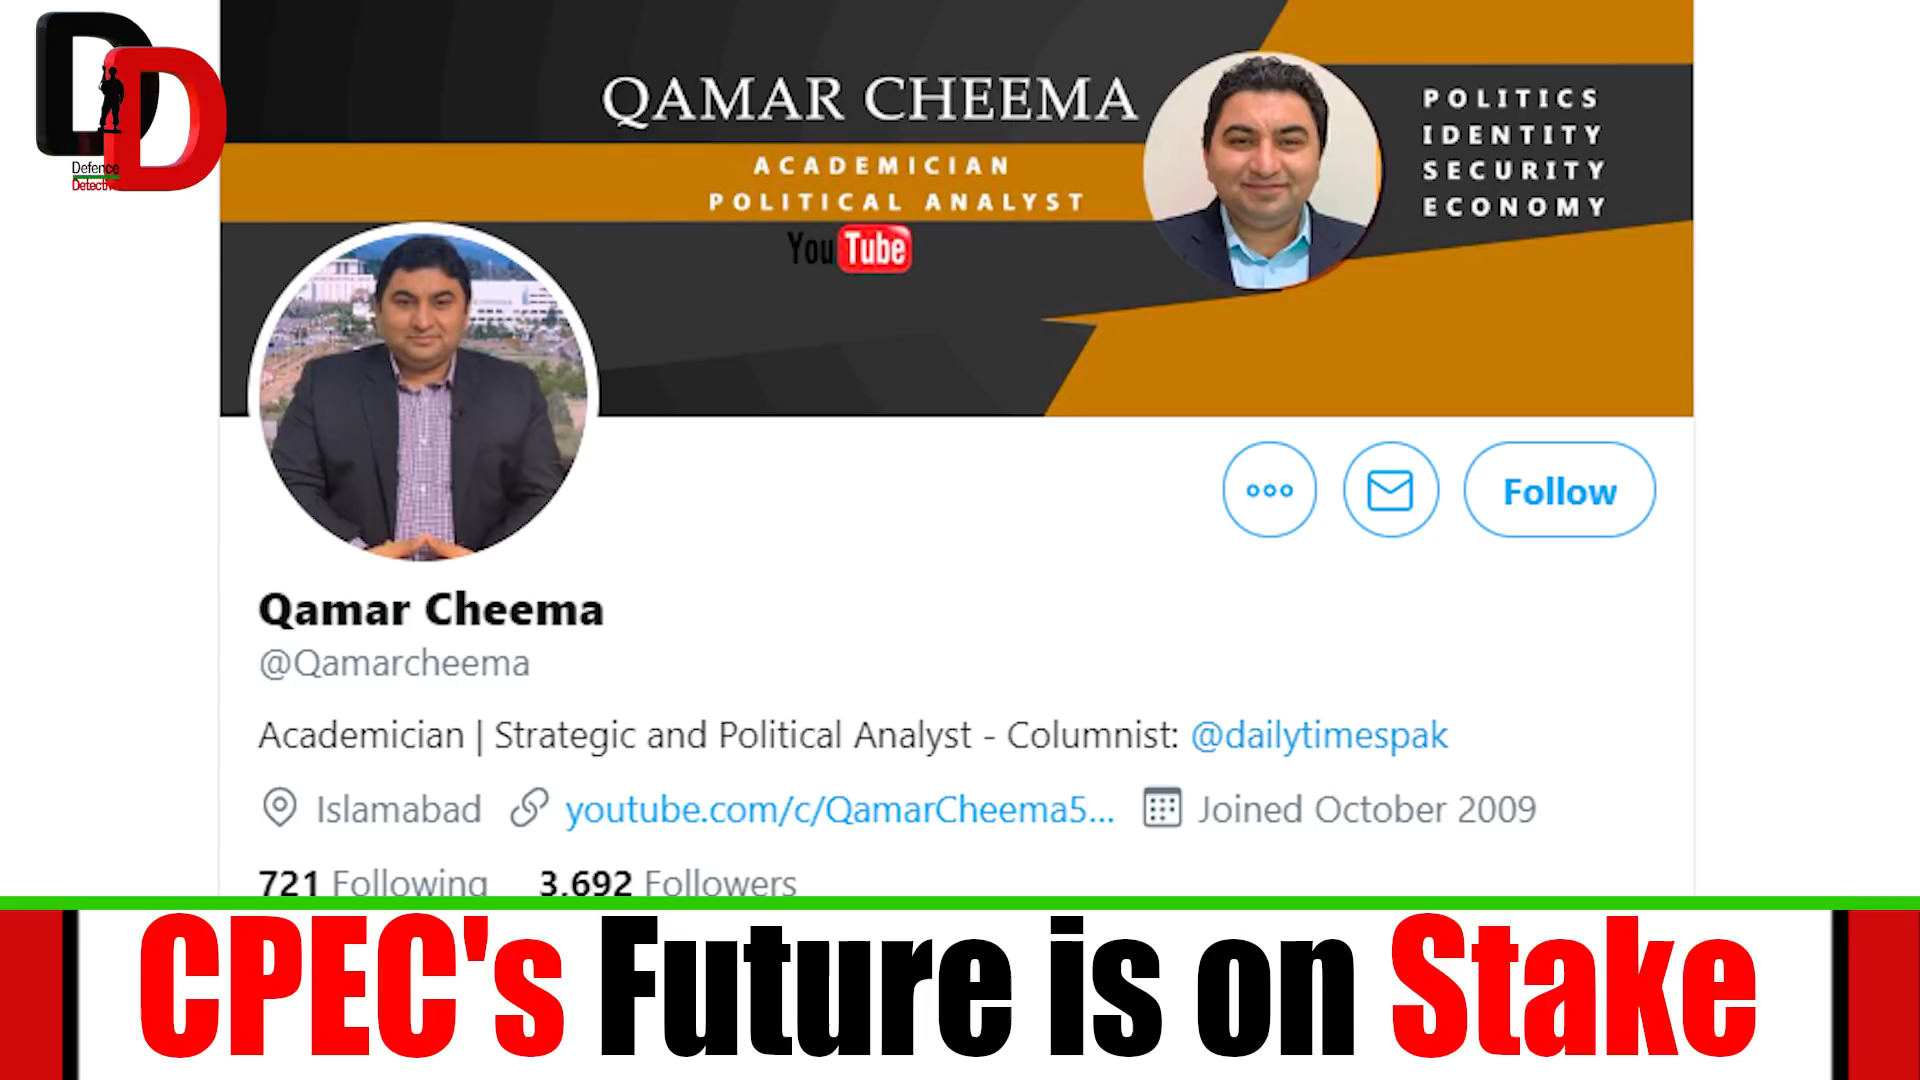 DD
Defence
Detectiv
QAMAR CHEEMA
ACADEMICIAN
POLITICAL ANALYST
YouTube
POLITICS
IDENTITY
SECURITY
ECONOMY
Follow
Qamar Cheema
@Qamarcheema
Academician | Strategic and Political Analyst - Columnist: @dailytimespak
Islamabad youtube.com/c/QamarCheema5... Joined October 2009
721 Following 3,692 Followers
CPEC's Future is on Stake